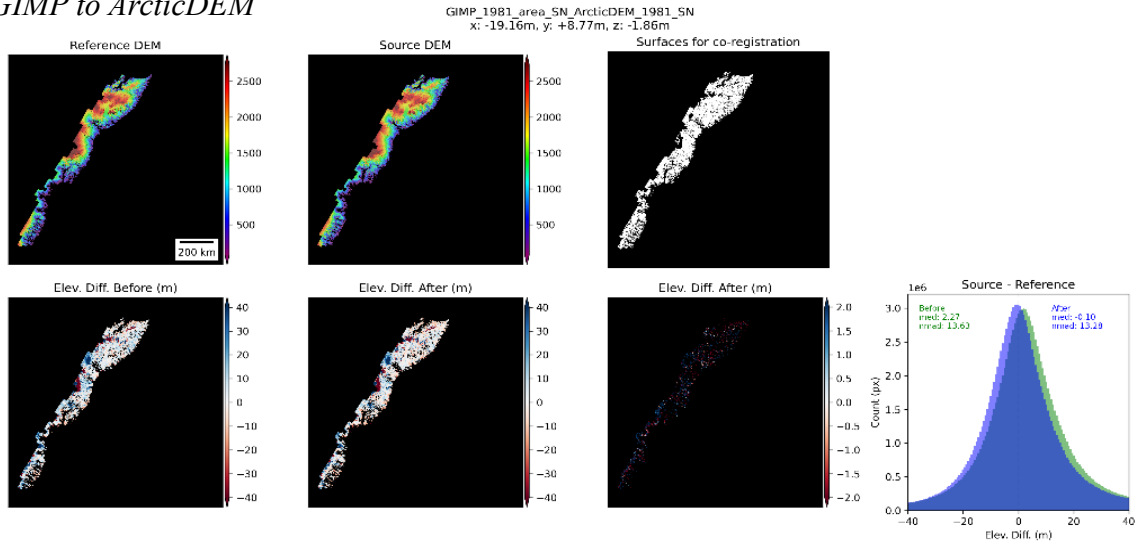 GIMP to ArcticDEM
GIMP_1981_area_SN_ArcticDEM_1981_SN
x: -19.16m, y: +8.77m, z: -1.86m
Reference DEM
2500
2000
1500
1000
500
200 km
Source DEM
2500
2000
1500
1000
500
Surfaces for co-registration
Elev. Diff. Before (m)
40
30
20
10
0
−10
−20
−30
−40
Elev. Diff. After (m)
40
30
20
10
0
−10
−20
−30
−40
Elev. Diff. After (m)
2.0
1.5
1.0
0.5
0.0
−0.5
−1.0
−1.5
−2.0
Source - Reference
1e6
Before
med: 2.27
nmad: 13.63
After
med: -0.10
nmad: 13.28
Count (px)
3.0
2.5
2.0
1.5
1.0
0.5
0.0
−40
−20
0
20
40
Elev. Diff. (m)